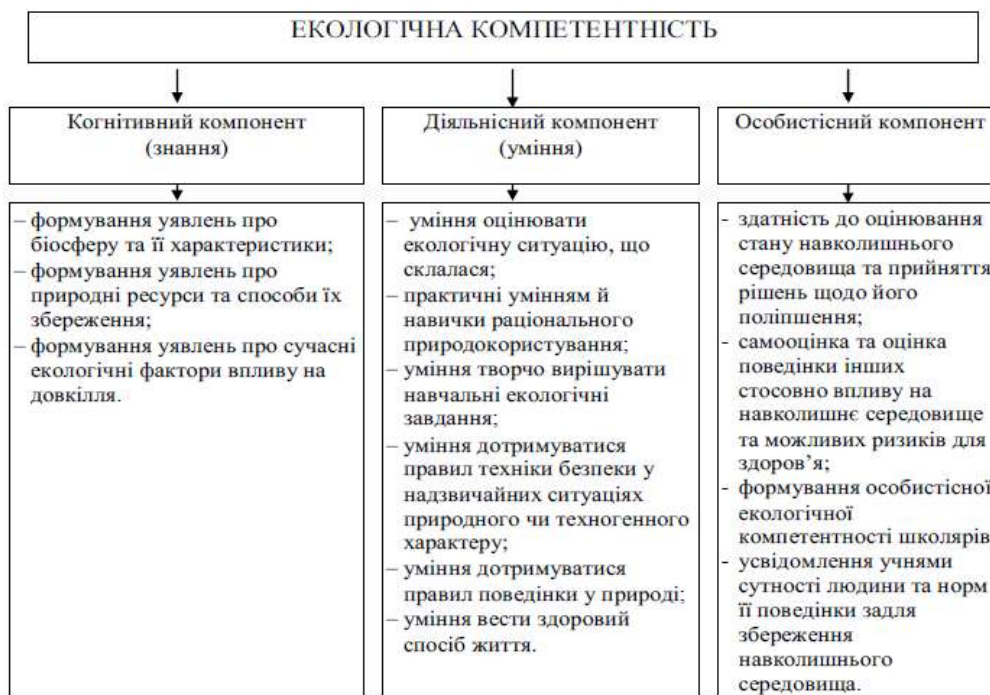 ЕКОЛОГІЧНА КОМПЕТЕНТНІСТЬ
Когнітивний компонент
(знання)
– формування уявлень про
біосферу та її характеристики;
– формування уявлень про
природні ресурси та способи їх
збереження;
– формування уявлень про сучасні
екологічні фактори впливу на
довкілля.
Діяльнісний компонент
(уміння)
– уміння оцінювати
екологічну ситуацію, що
склалася;
– практичні умінням й
навички раціонального
природокористування;
– уміння творчо вирішувати
навчальні екологічні
завдання;
– уміння дотримуватися
правил техніки безпеки у
надзвичайних ситуаціях
природного чи техногенного
характеру;
– уміння дотримуватися
правил поведінки у природі;
– уміння вести здоровий
спосіб життя.
Особистісний компонент
- здатність до оцінювання
стану навколишнього
середовища та прийняття
рішень щодо його
поліпшення;
- самооцінка та оцінка
поведінки інших
стосовно впливу на
навколишнє середовище
та можливих ризиків для
здоров’я;
- формування особистісної
екологічної
компетентності школярів
- усвідомлення учнями
сутності людини та норм
її поведінки задля
збереження
навколишнього
середовища.